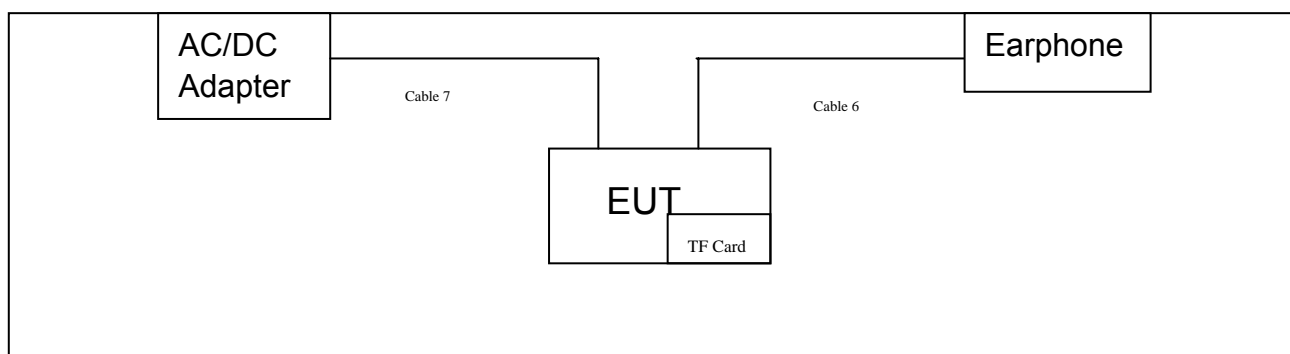 AC/DC
Adapter
Earphone
Cable 7
Cable 6
EUT
TF Card